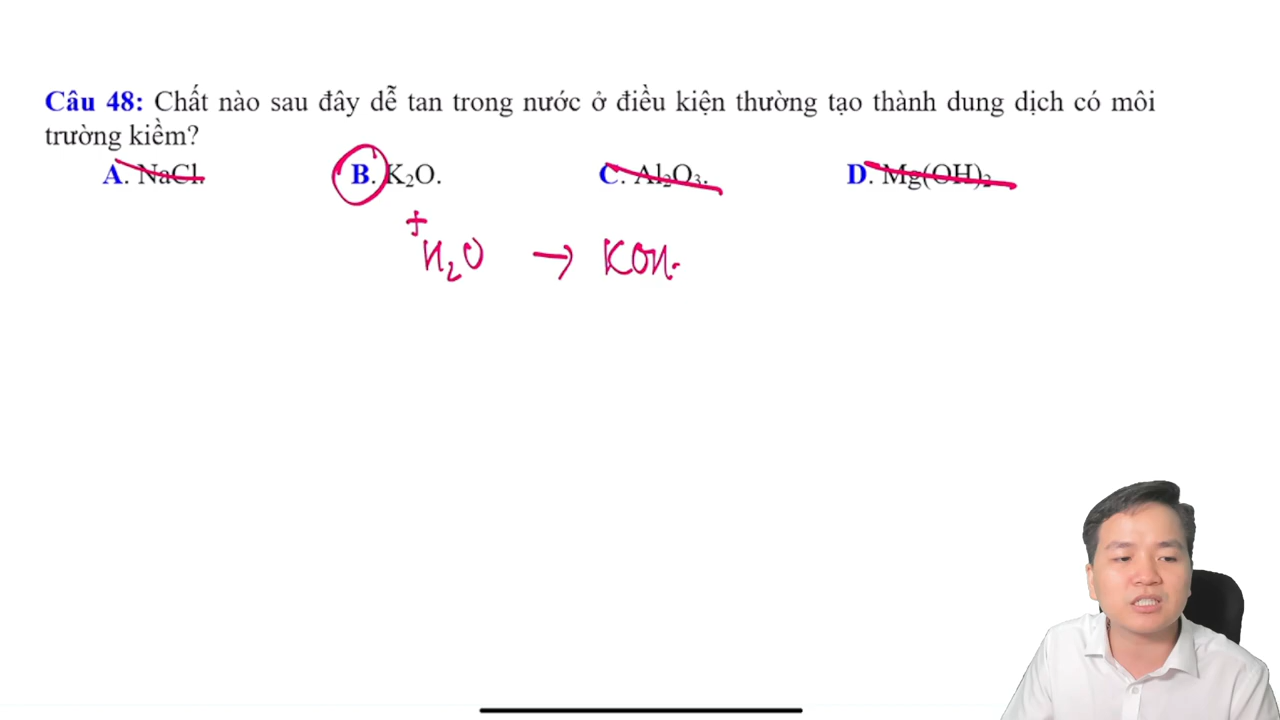 Câu 48: Chất nào sau đây dễ tan trong nước ở điều kiện thường tạo thành dung dịch có môi
trường kiềm?
A. NaCl. B. K₂O. C. Al₂O₃. D. Mg(OH)₂
+
H₂O → KOH.